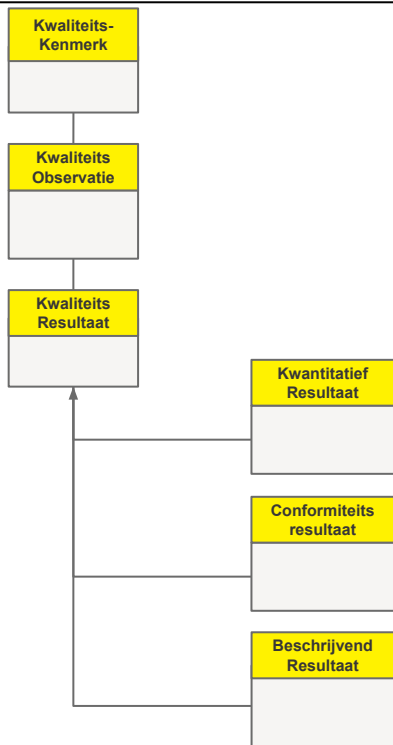 Kwaliteits-
Kenmerk
Kwaliteits
Observatie
Kwaliteits
Resultaat
Kwantitatief
Resultaat
Conformiteits
resultaat
Beschrijvend
Resultaat